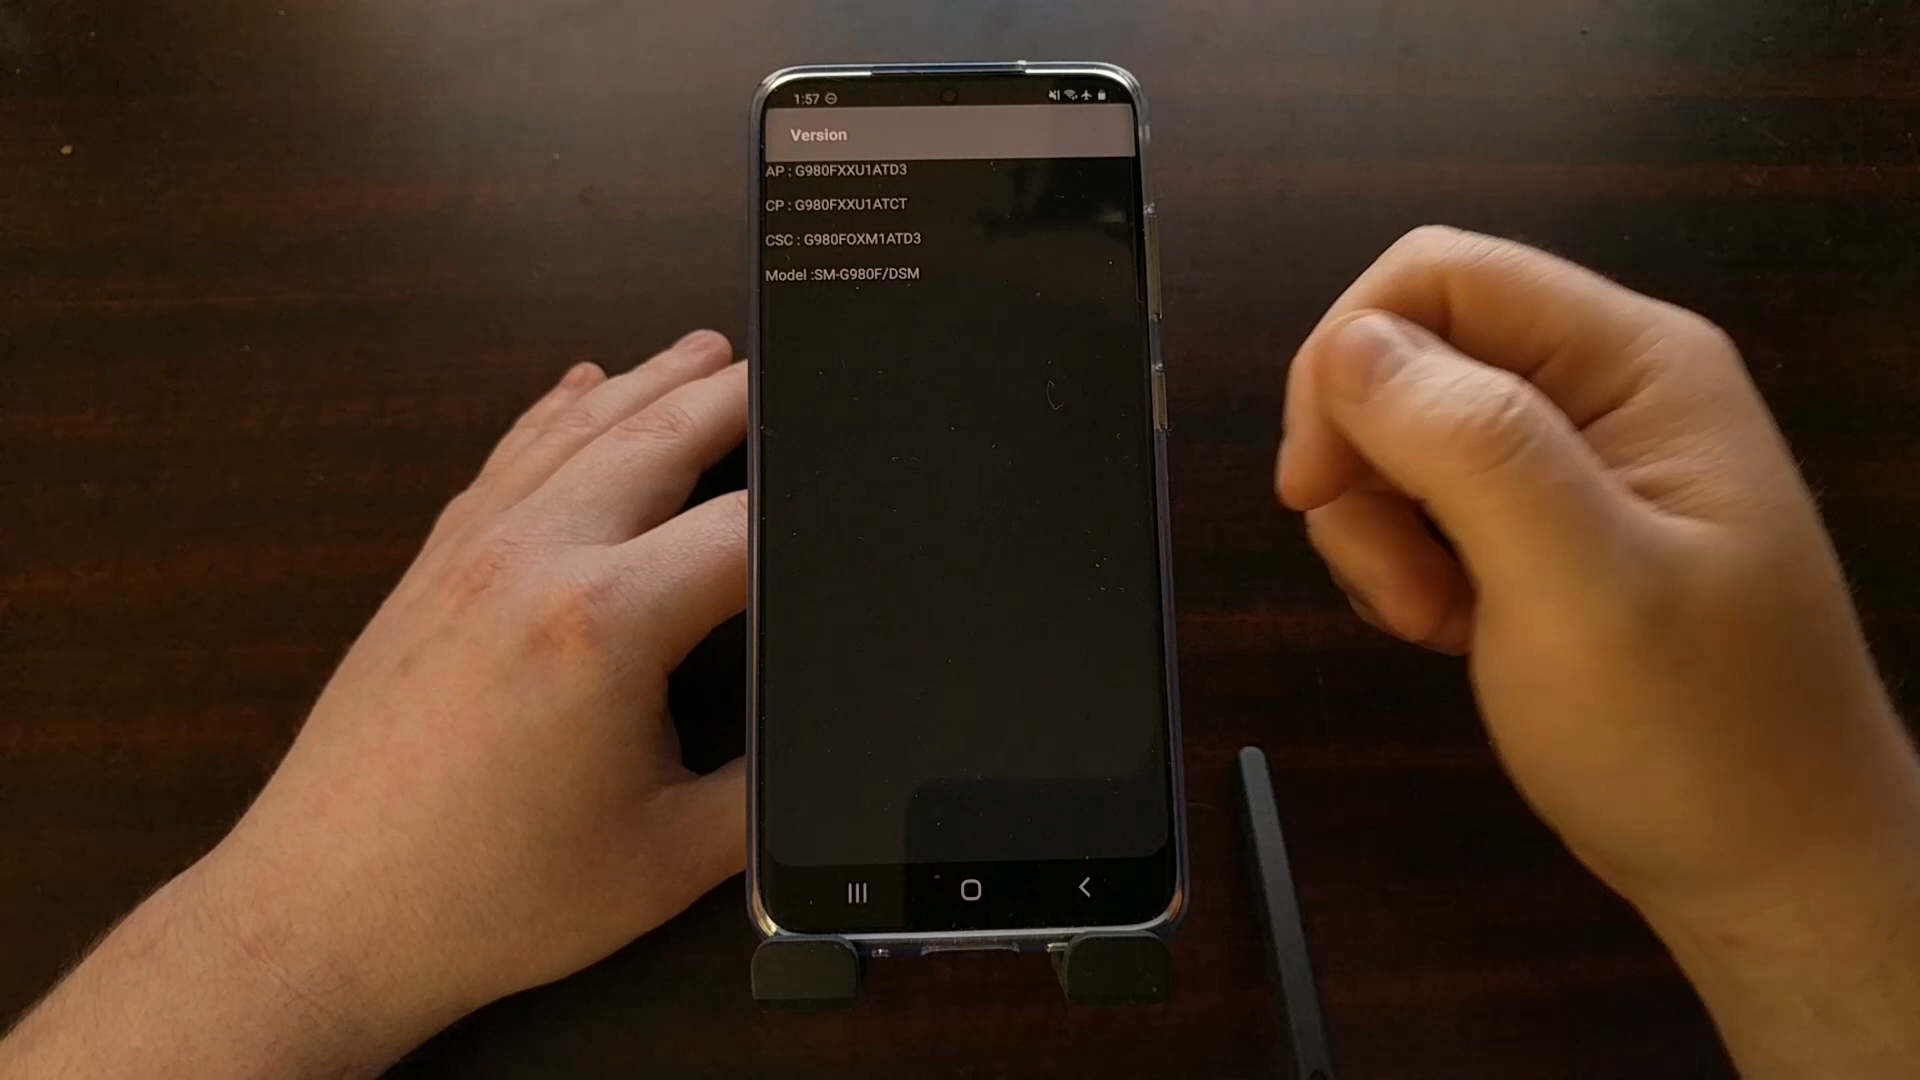 1:57
Version
AP : G980FXXU1ATD3
CP : G980FXXU1ATCT
CSC : G980FOXM1ATD3
Model :SM-G980F/DSM